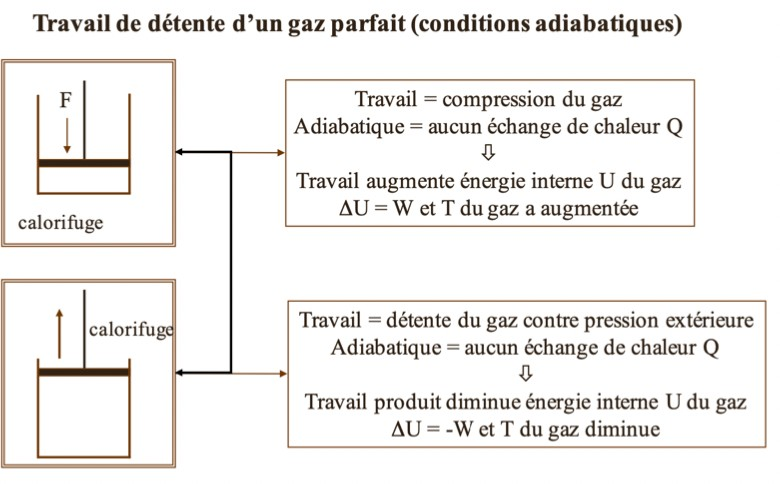 Travail de détente d’un gaz parfait (conditions adiabatiques)
F
calorifuge
Travail = compression du gaz
Adiabatique = aucun échange de chaleur Q
⇩
Travail augmente énergie interne U du gaz
ΔU = W et T du gaz a augmentée
calorifuge
Travail = détente du gaz contre pression extérieure
Adiabatique = aucun échange de chaleur Q
⇩
Travail produit diminue énergie interne U du gaz
ΔU = -W et T du gaz diminue